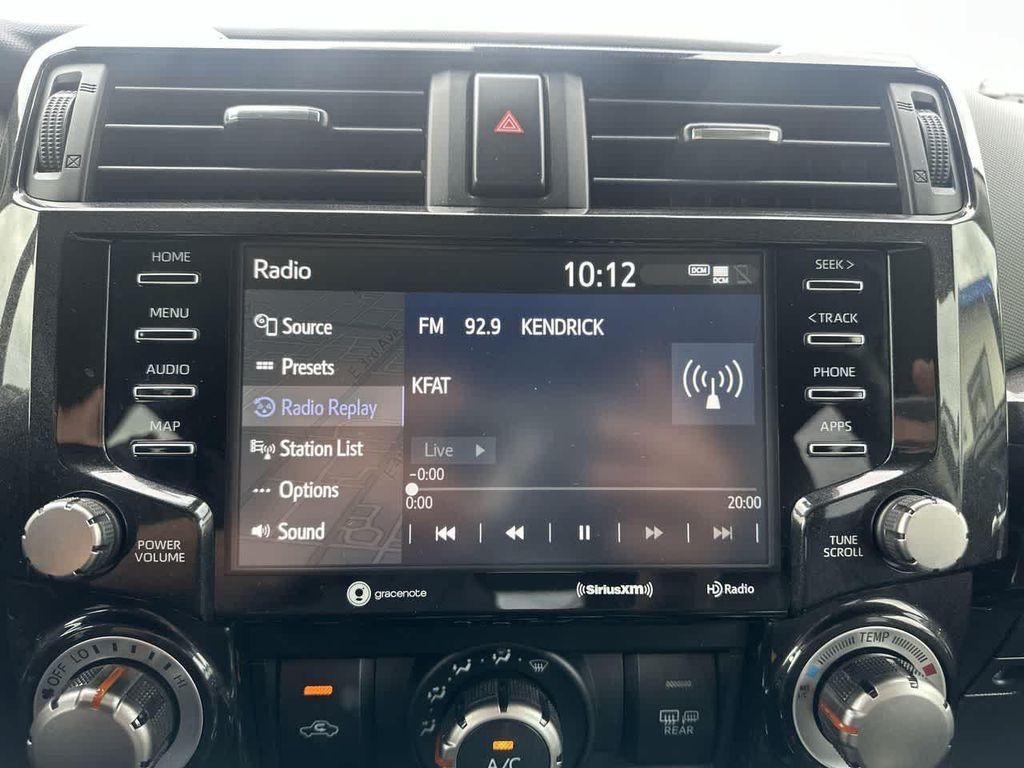 HOME
MENU
AUDIO
MAP
POWER
VOLUME
Radio
10:12
DCM
DCM
Source
Presets
Radio Replay
Station List
Options
Sound
E 3rd Ave
FM 92.9 KENDRICK
KFAT
Live
-0:00
0:00
20:00
SEEK >
< TRACK
PHONE
APPS
TUNE
SCROLL
gracenote
((SiriusXM))
HD Radio
OFF LO
HI
A/C
REAR
TEMP